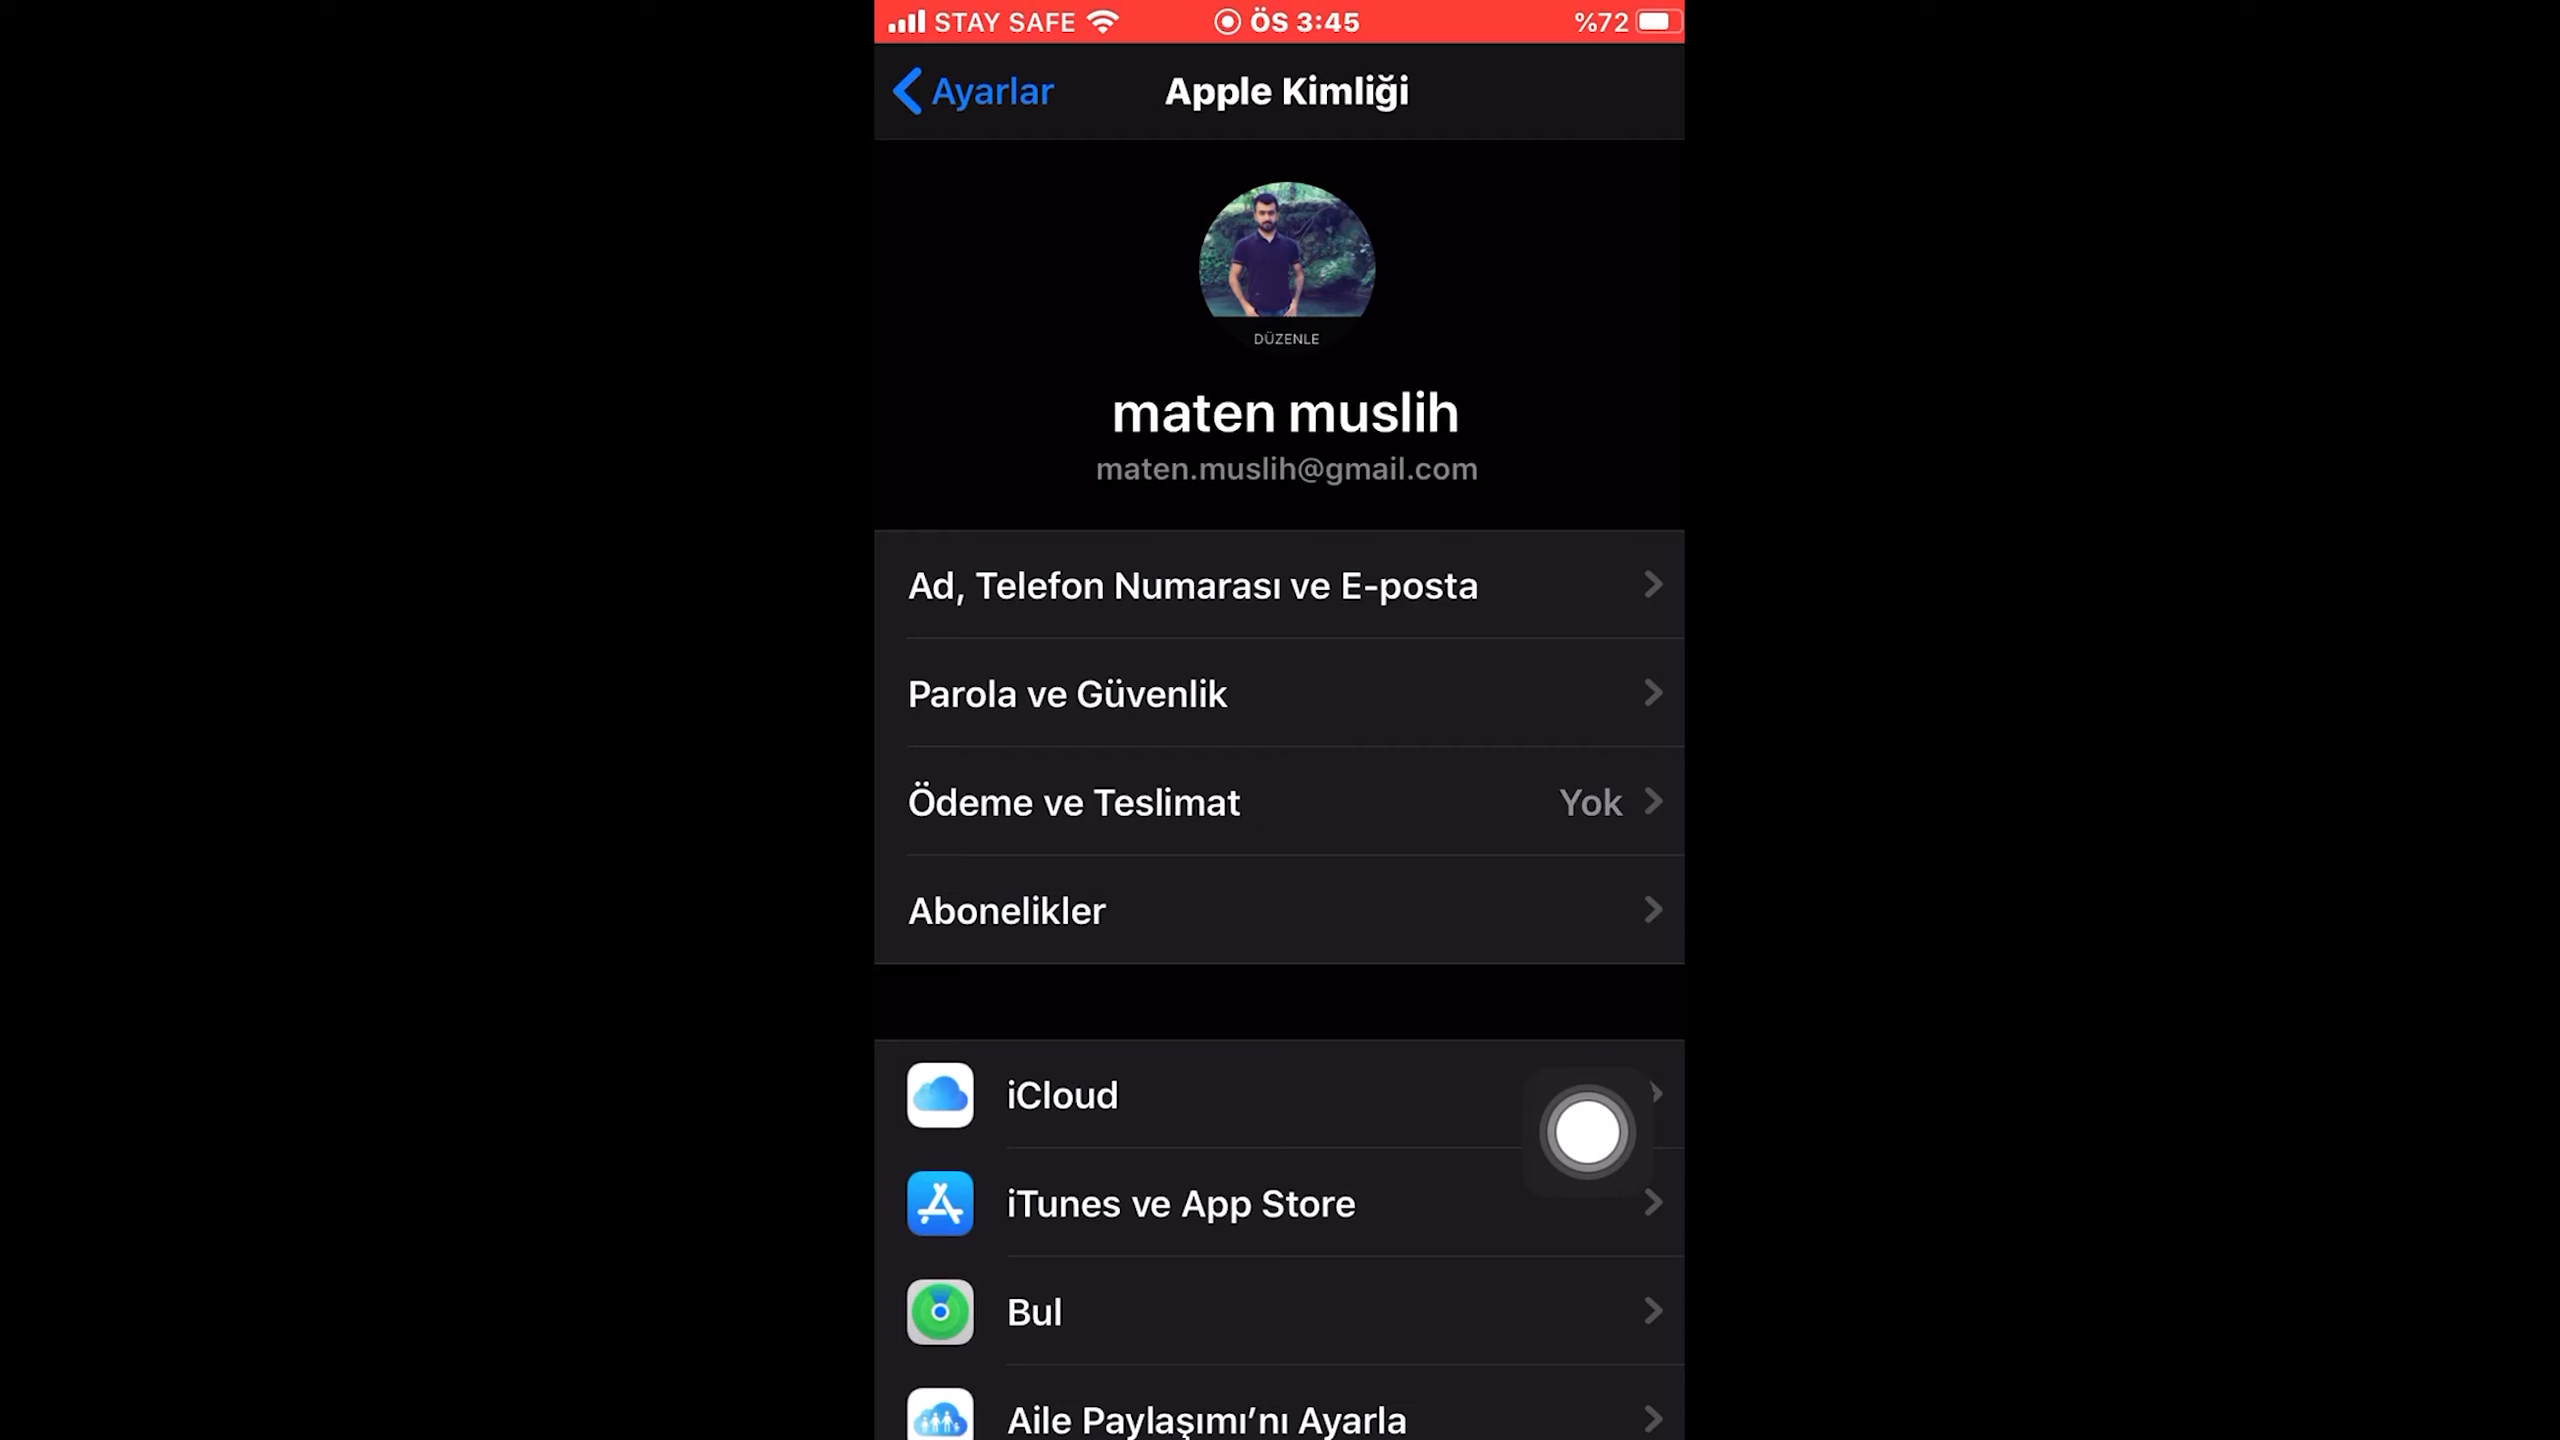 STAY SAFE ÖS 3:45 %72
Ayarlar Apple Kimliği
DÜZENLE
maten muslih
maten.muslih@gmail.com
Ad, Telefon Numarası ve E-posta
Parola ve Güvenlik
Ödeme ve Teslimat Yok
Abonelikler
iCloud
iTunes ve App Store
Bul
Aile Paylaşımı’nı Ayarla